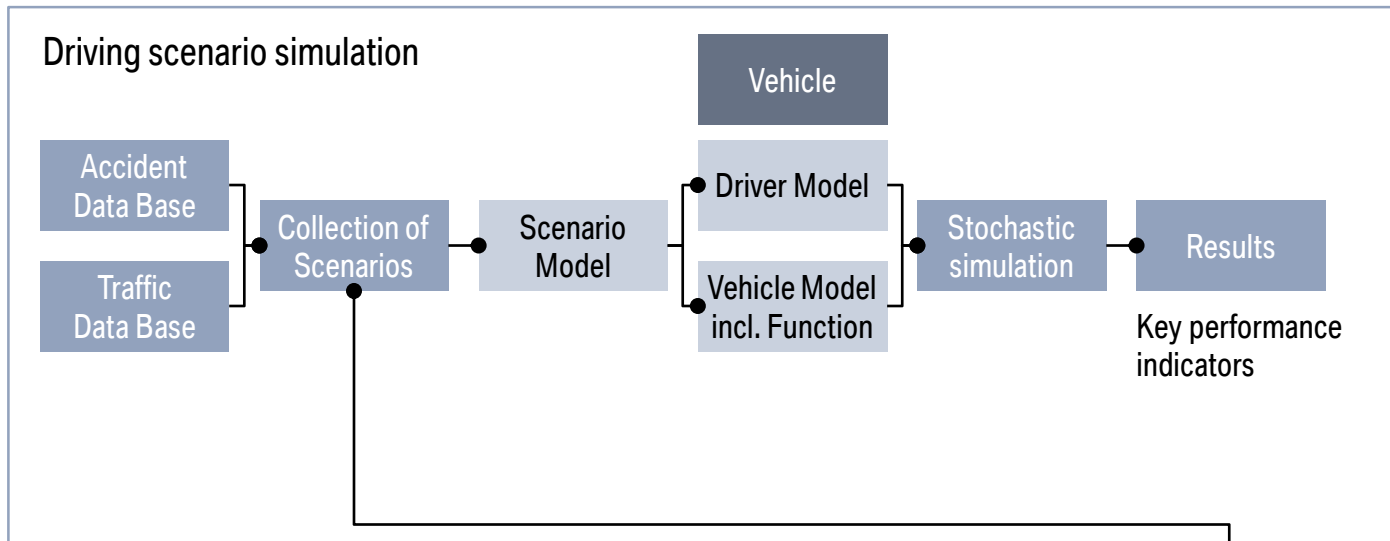 Driving scenario simulation
Vehicle
Accident
Data Base
Traffic
Data Base
Collection of
Scenarios
Scenario
Model
Driver Model
Vehicle Model
incl. Function
Stochastic
simulation
Results
Key performance
indicators